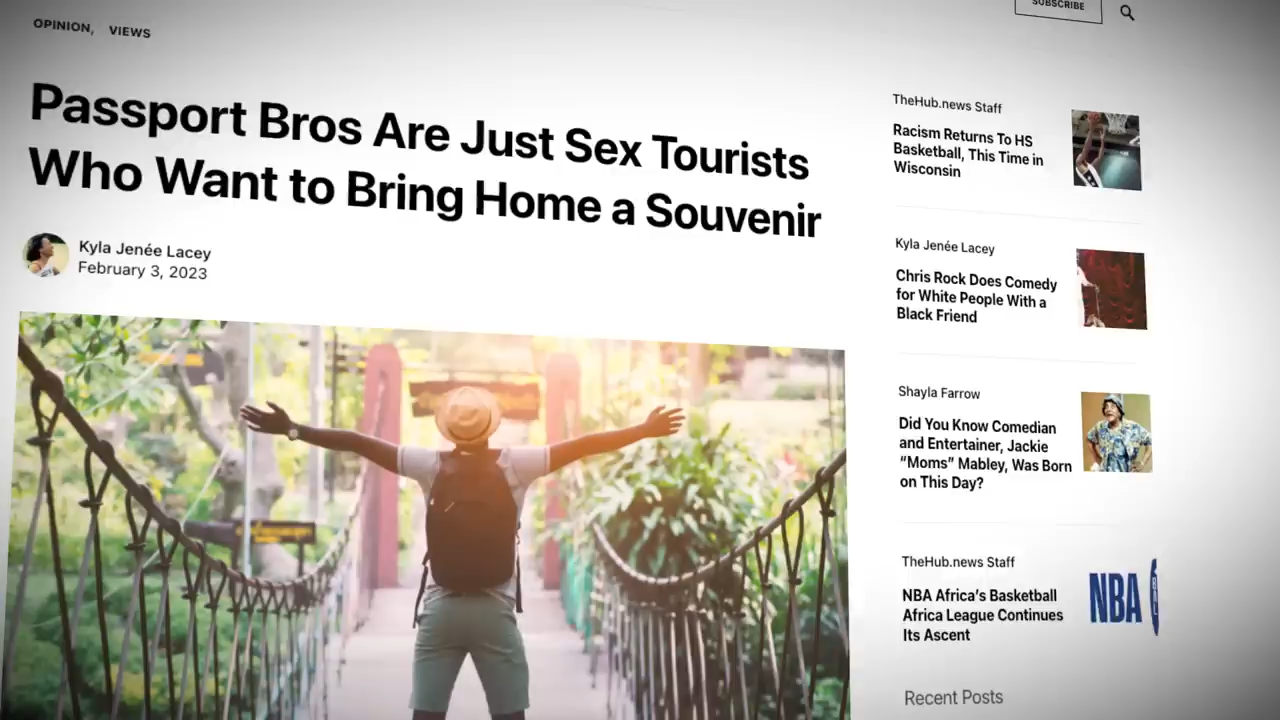 OPINION, VIEWS
SUBSCRIBE
Passport Bros Are Just Sex Tourists
Who Want to Bring Home a Souvenir
Kyla Jenée Lacey
February 3, 2023
TheHub.news Staff
Racism Returns To HS
Basketball, This Time in
Wisconsin
Kyla Jenée Lacey
Chris Rock Does Comedy
for White People With a
Black Friend
Shayla Farrow
Did You Know Comedian
and Entertainer, Jackie
“Moms” Mabley, Was Born
on This Day?
TheHub.news Staff
NBA Africa’s Basketball
Africa League Continues
Its Ascent
NBA
Recent Posts